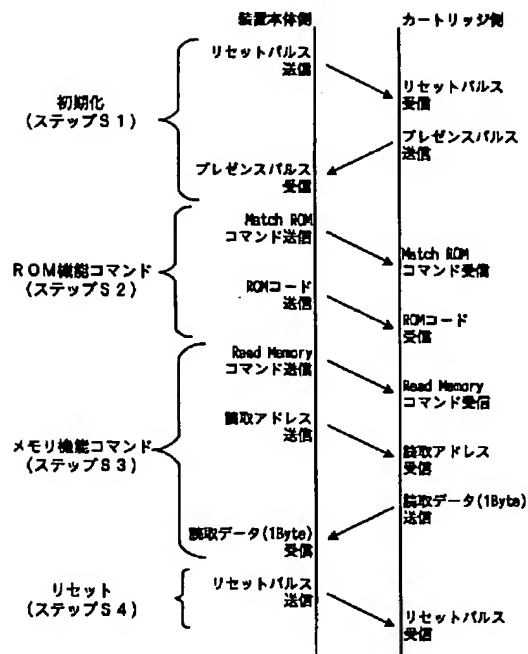 装置本体側
カートリッジ側
リセットパルス
送信
リセットパルス
受信
初期化
(ステップS1)
プレゼンスパルス
送信
プレゼンスパルス
受信
Match ROM
コマンド送信
Match ROM
コマンド受信
ROM機能コマンド
(ステップS2)
ROMコード
送信
ROMコード
受信
Read Memory
コマンド送信
Read Memory
コマンド受信
読取アドレス
送信
メモリ機能コマンド
(ステップS3)
読取アドレス
受信
読取データ(1Byte)
送信
読取データ(1Byte)
受信
リセット
(ステップS4)
リセットパルス
送信
リセットパルス
受信